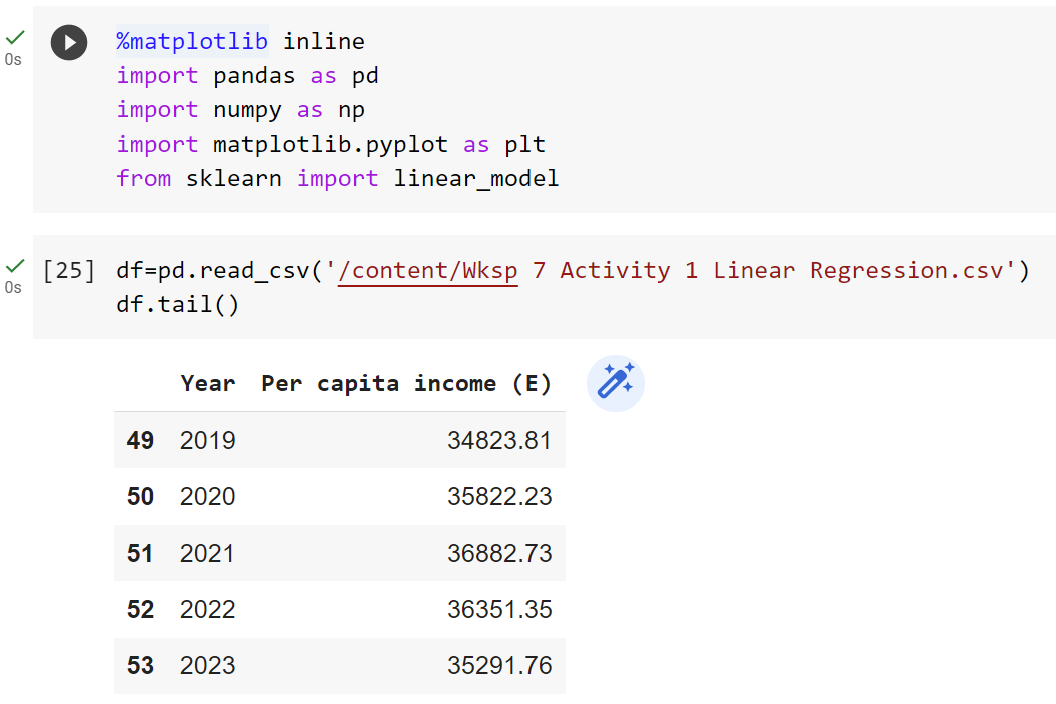 %matplotlib inline
0s
import pandas as pd
import numpy as np
import matplotlib.pyplot as plt
from sklearn import linear_model
[25] df=pd.read_csv('/content/Wksp 7 Activity 1 Linear Regression.csv')
0s
df.tail()
Year Per capita income (E)
49 2019 34823.81
50 2020 35822.23
51 2021 36882.73
52 2022 36351.35
53 2023 35291.76